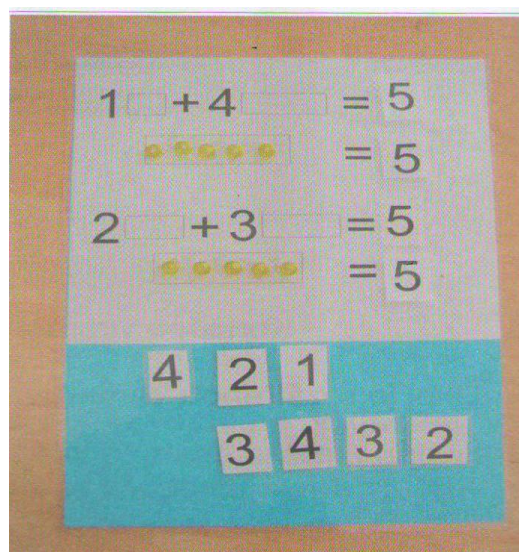 1 + 4 = 5
= 5
2 + 3 = 5
= 5
4 2 1
3 4 3 2